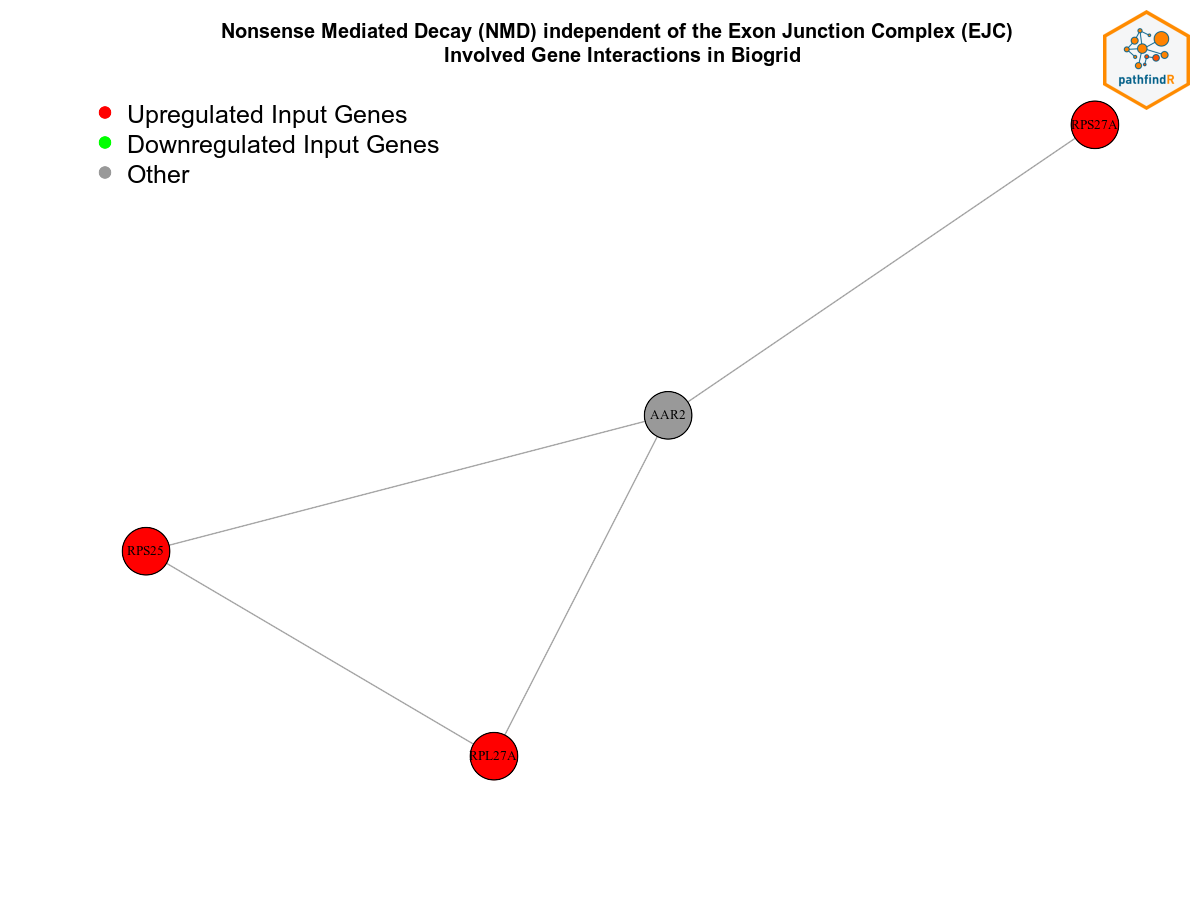 Nonsense Mediated Decay (NMD) independent of the Exon Junction Complex (EJC)
Involved Gene Interactions in Biogrid
pathfindR
Upregulated Input Genes
Downregulated Input Genes
Other
RPS27A
AAR2
RPS25
RPL27A